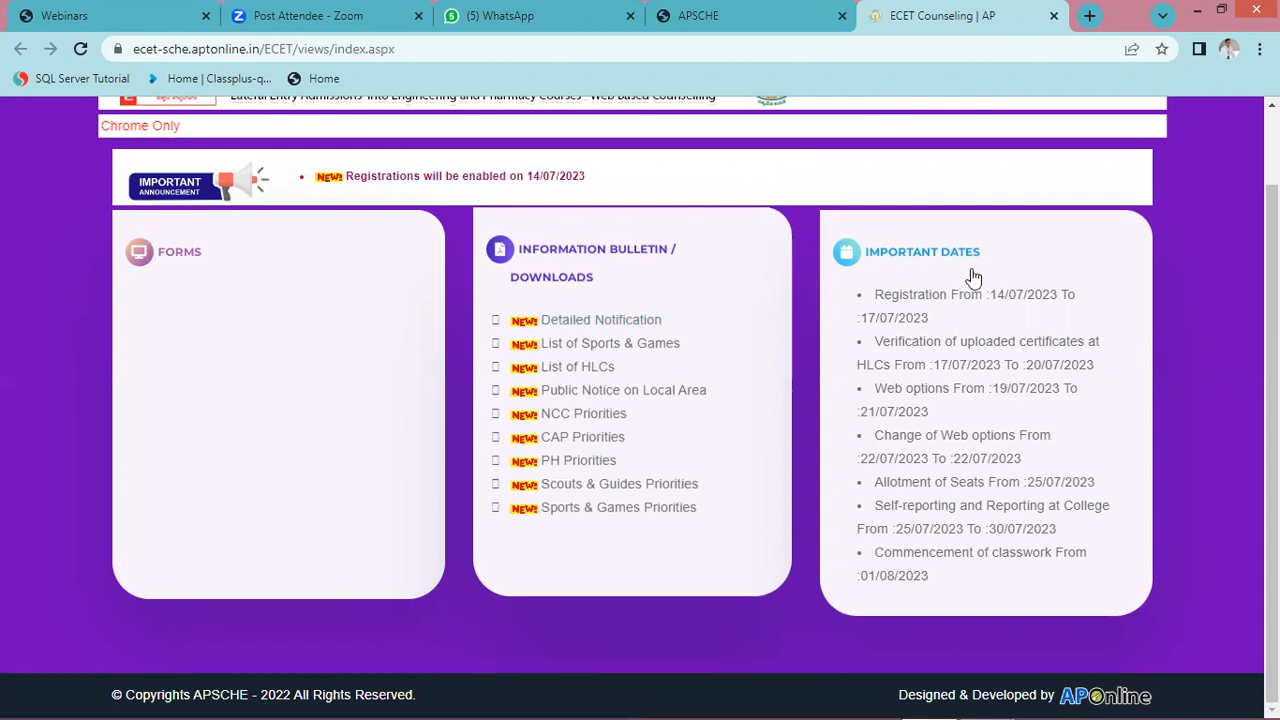 Webinars
Post Attendee - Zoom
(5) WhatsApp
APSCHE
ECET Counseling | AP
ecet-sche.aptonline.in/ECET/views/index.aspx
SQL Server Tutorial
Home | Classplus-q...
Home
Lateral Entry Admissions into Engineering and Pharmacy Courses - Web Based Counselling
Chrome Only
IMPORTANT
ANNOUNCEMENT
NEW! Registrations will be enabled on 14/07/2023
FORMS
INFORMATION BULLETIN /
DOWNLOADS
NEW! Detailed Notification
NEW! List of Sports & Games
NEW! List of HLCs
NEW! Public Notice on Local Area
NEW! NCC Priorities
NEW! CAP Priorities
NEW! PH Priorities
NEW! Scouts & Guides Priorities
NEW! Sports & Games Priorities
IMPORTANT DATES
• Registration From :14/07/2023 To
:17/07/2023
• Verification of uploaded certificates at
HLCs From :17/07/2023 To :20/07/2023
• Web options From :19/07/2023 To
:21/07/2023
• Change of Web options From
:22/07/2023 To :22/07/2023
• Allotment of Seats From :25/07/2023
• Self-reporting and Reporting at College
From :25/07/2023 To :30/07/2023
• Commencement of classwork From
:01/08/2023
© Copyrights APSCHE - 2022 All Rights Reserved.
Designed & Developed by APOnline